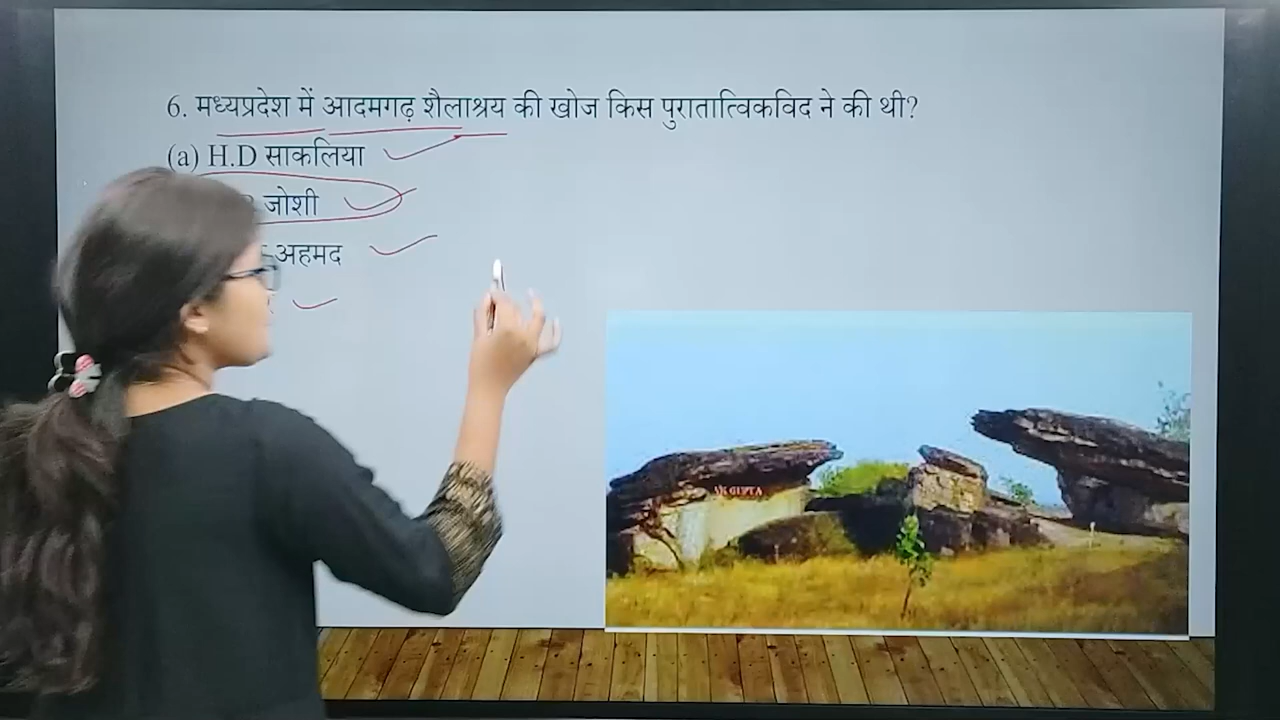 6. मध्यप्रदेश में आदमगढ़ शैलाश्रय की खोज किस पुरातात्विकविद ने की थी?
(a) H.D साकलिया
जोशी
अहमद